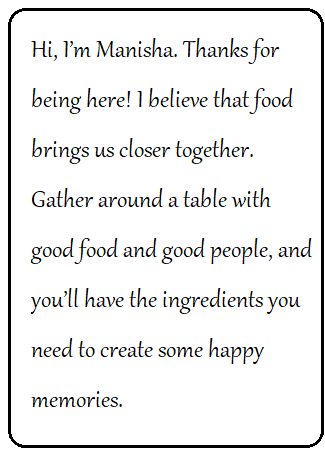 Hi, I'm Manisha. Thanks for
being here! I believe that food
brings us closer together.
Gather around a table with
good food and good people, and
you'll have the ingredients you
need to create some happy
memories.